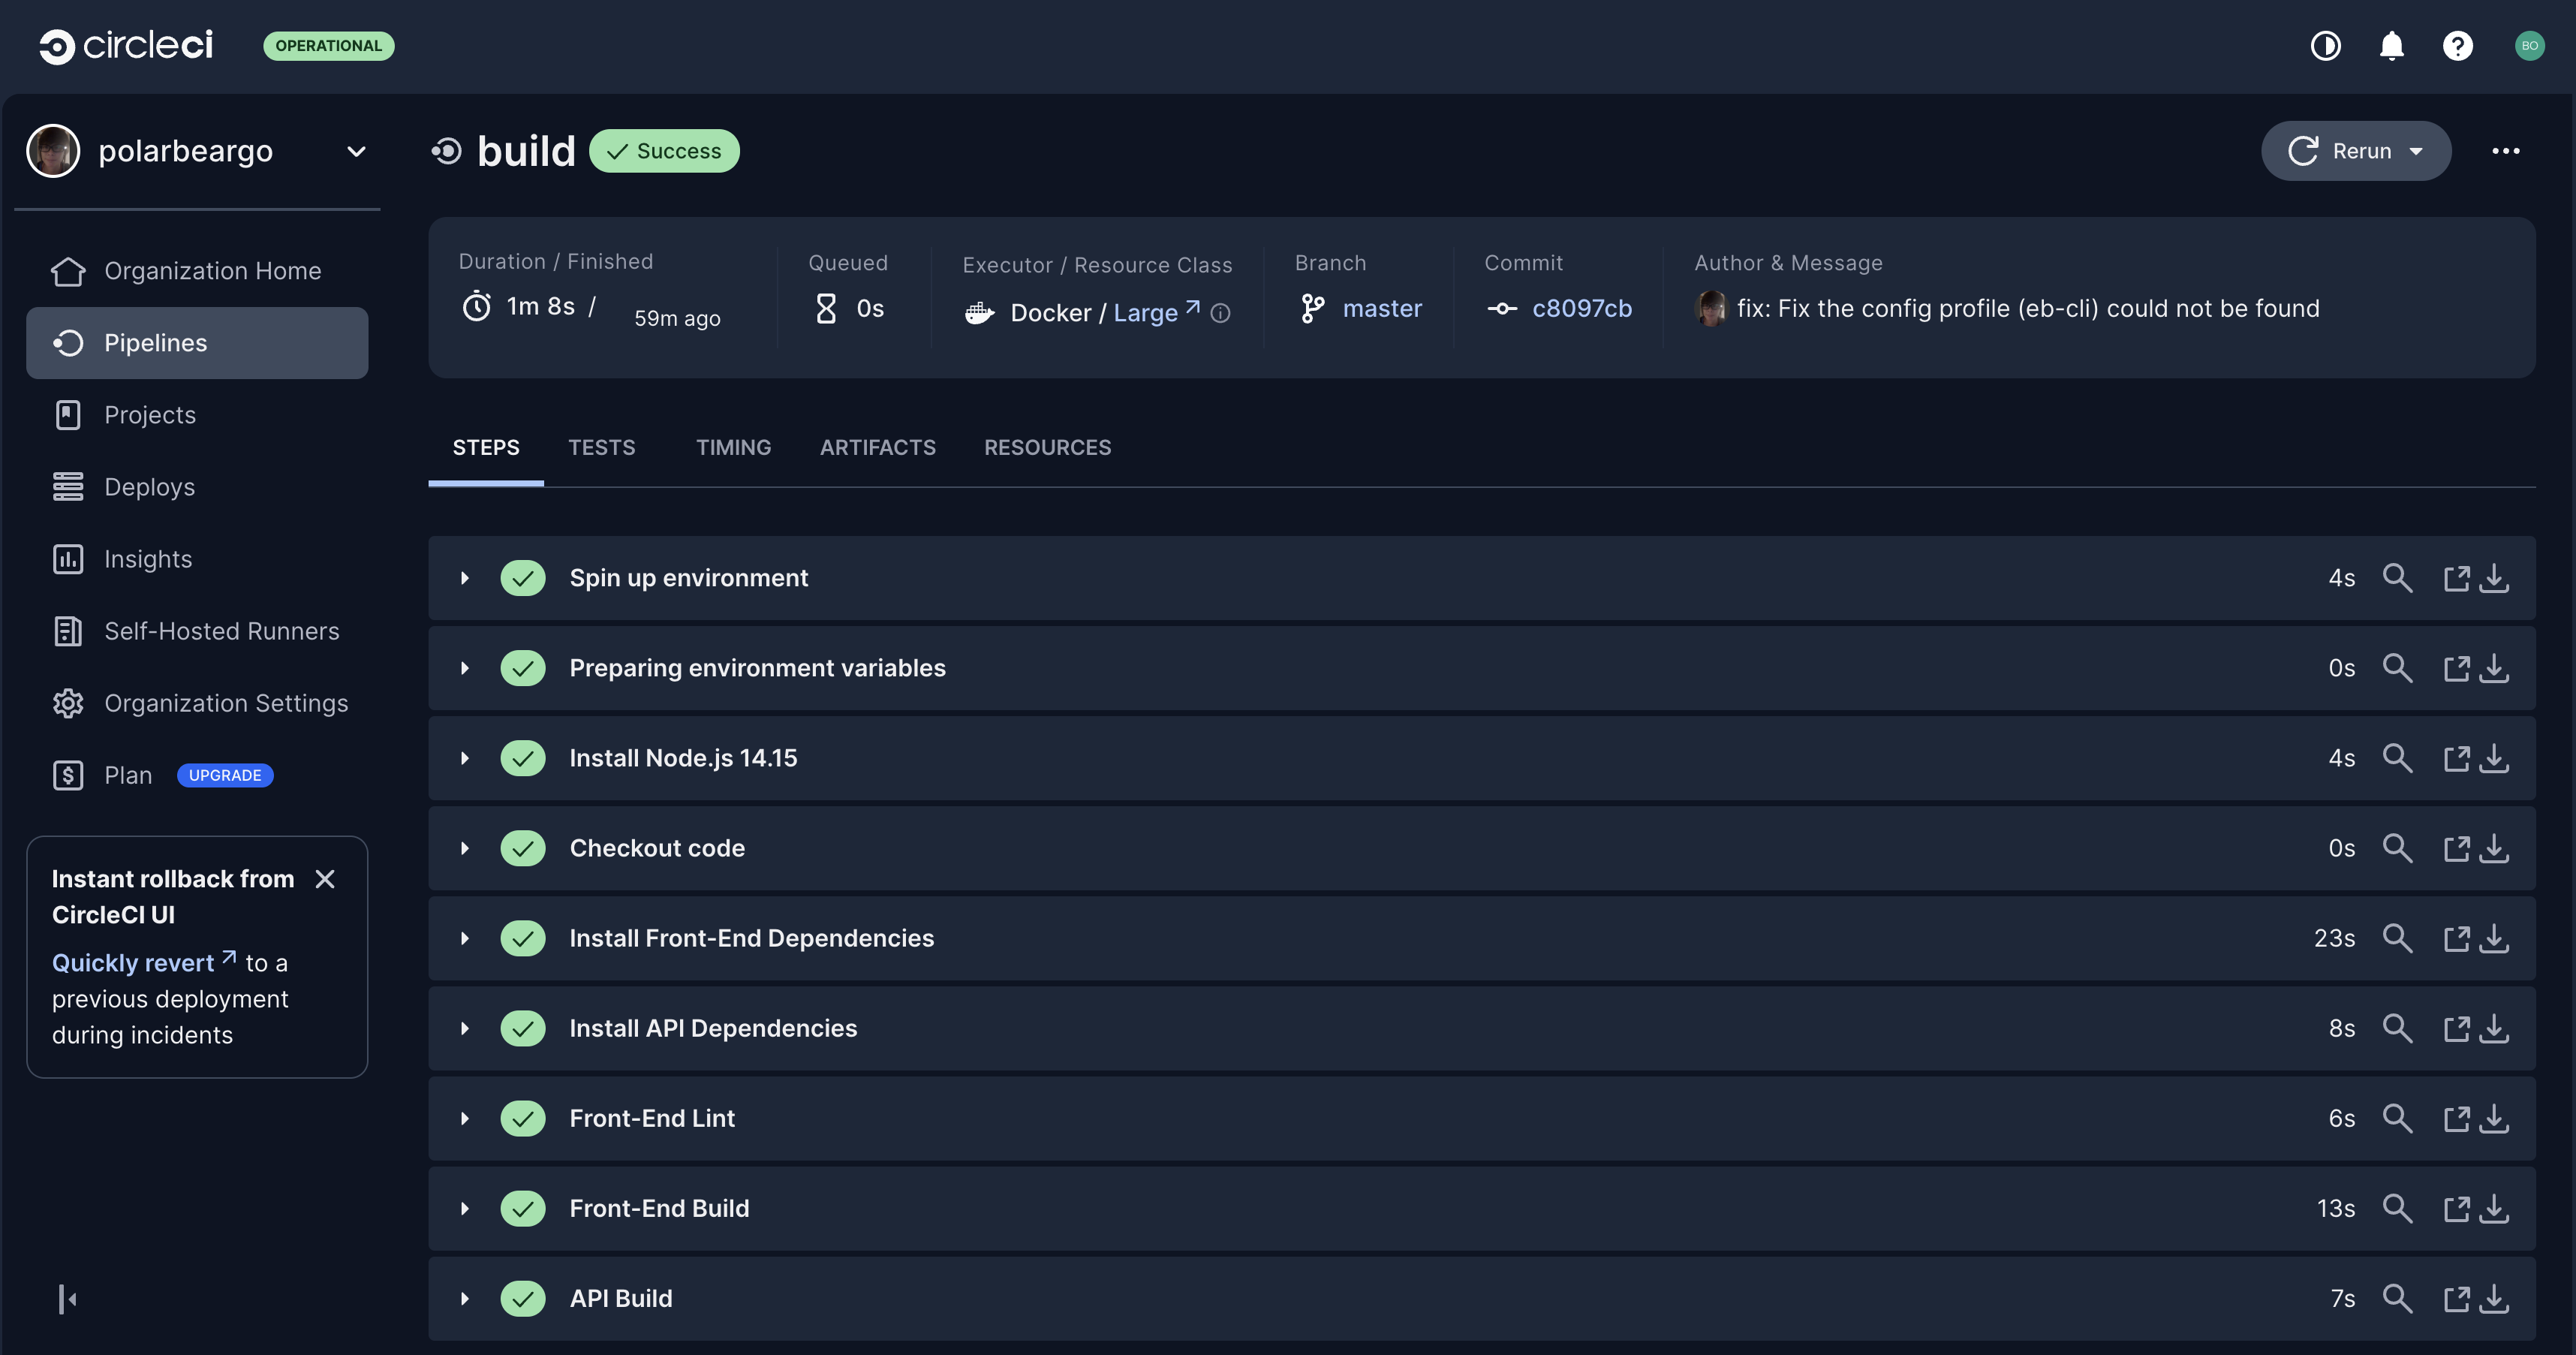 circleci
OPERATIONAL
BO
polarbeargo
build
Success
Rerun
Organization Home
Pipelines
Projects
Deploys
Insights
Self-Hosted Runners
Organization Settings
Plan
UPGRADE
Instant rollback from
CircleCI UI
Quickly revert to a
previous deployment
during incidents
Duration / Finished
1m 8s /
59m ago
Queued
0s
Executor / Resource Class
Docker / Large
Branch
master
Commit
c8097cb
Author & Message
fix: Fix the config profile (eb-cli) could not be found
STEPS
TESTS
TIMING
ARTIFACTS
RESOURCES
Spin up environment
4s
Preparing environment variables
0s
Install Node.js 14.15
4s
Checkout code
0s
Install Front-End Dependencies
23s
Install API Dependencies
8s
Front-End Lint
6s
Front-End Build
13s
API Build
7s